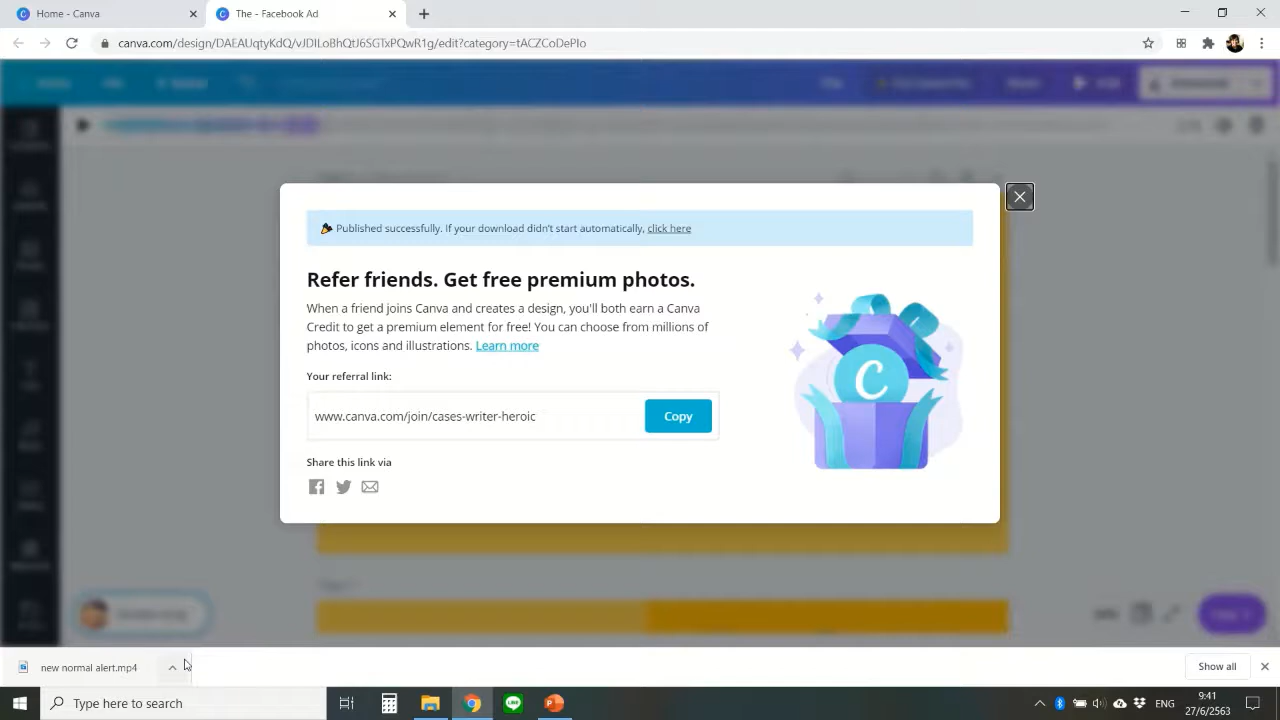 Home - Canva
The - Facebook Ad
canva.com/design/DAEAUqtyKdQ/vJDILoBhQtJ6SGTxPQwR1g/edit?category=tACZCoDePIo
Published successfully. If your download didn't start automatically, click here
Refer friends. Get free premium photos.
When a friend joins Canva and creates a design, you'll both earn a Canva
Credit to get a premium element for free! You can choose from millions of
photos, icons and illustrations. Learn more
Your referral link:
www.canva.com/join/cases-writer-heroic
Copy
Share this link via
new normal alert.mp4
Show all
Type here to search
ENG
9:41
27/6/2563